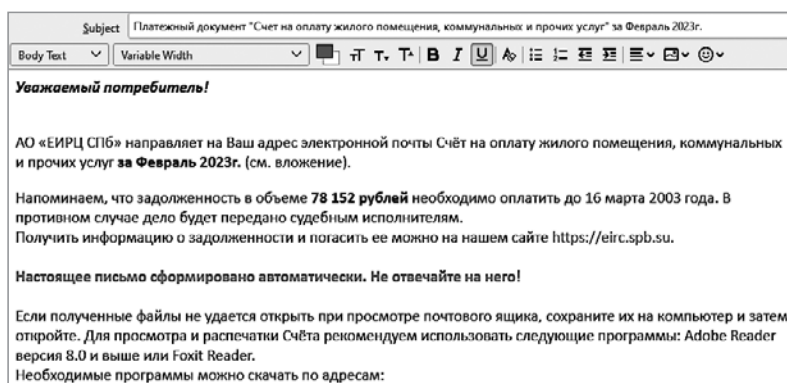 Subject Платежный документ "Счет на оплату жилого помещения, коммунальных и прочих услуг" за Февраль 2023г.
Body Text Variable Width
Уважаемый потребитель!
АО «ЕИРЦ СПб» направляет на Ваш адрес электронной почты Счёт на оплату жилого помещения, коммунальных
и прочих услуг за Февраль 2023г. (см. вложение).
Напоминаем, что задолженность в объеме 78 152 рублей необходимо оплатить до 16 марта 2003 года. В
противном случае дело будет передано судебным исполнителям.
Получить информацию о задолженности и погасить ее можно на нашем сайте https://eirc.spb.su.
Настоящее письмо сформировано автоматически. Не отвечайте на него!
Если полученные файлы не удается открыть при просмотре почтового ящика, сохраните их на компьютер и затем
откройте. Для просмотра и распечатки Счёта рекомендуем использовать следующие программы: Adobe Reader
версия 8.0 и выше или Foxit Reader.
Необходимые программы можно скачать по адресам: